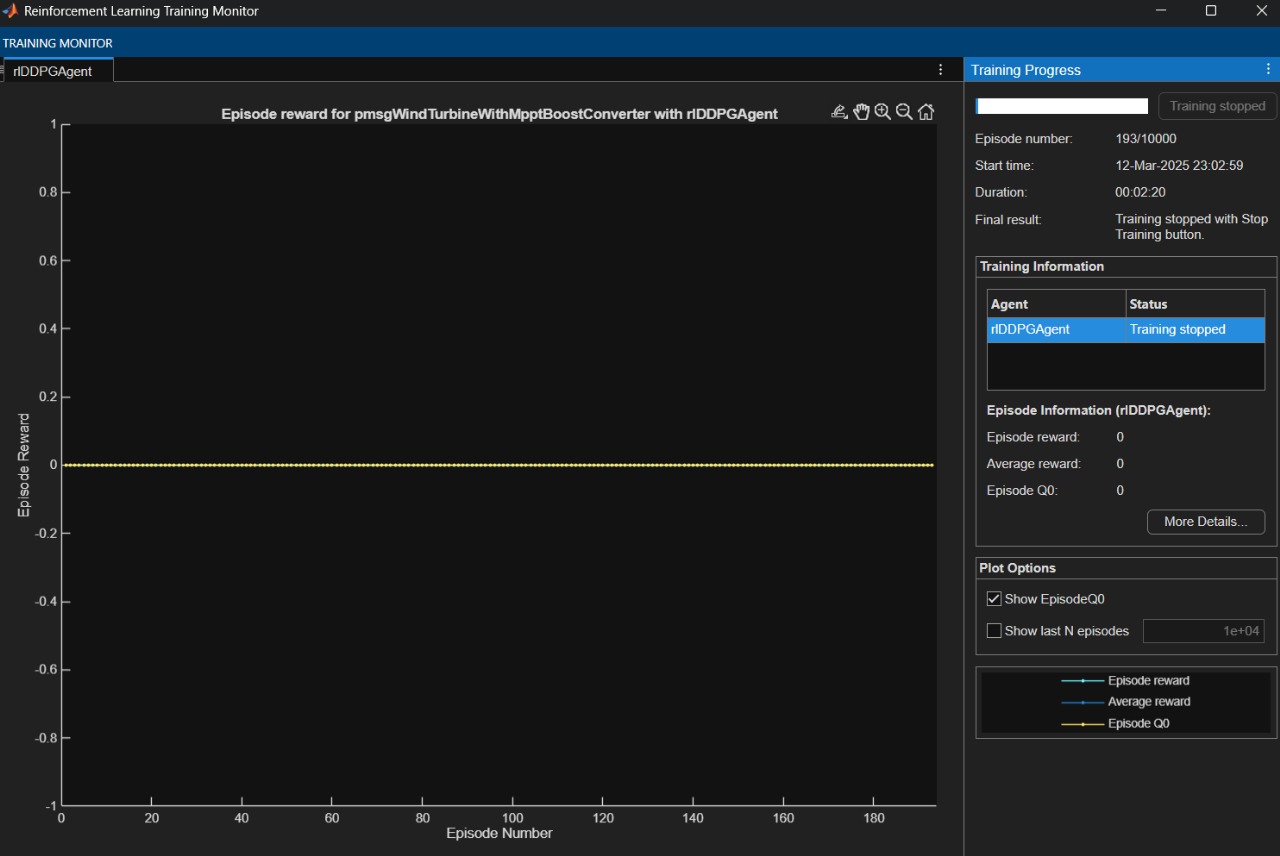 Reinforcement Learning Training Monitor
TRAINING MONITOR
rlDDPGAgent
Episode reward for pmsgWindTurbineWithMpptBoostConverter with rlDDPGAgent
1
0.8
0.6
0.4
0.2
0
-0.2
-0.4
-0.6
-0.8
-1
Episode Reward
0 20 40 60 80 100 120 140 160 180
Episode Number
Training Progress
Training stopped
Episode number: 193/10000
Start time: 12-Mar-2025 23:02:59
Duration: 00:02:20
Final result: Training stopped with Stop
Training button.
Training Information
Agent Status
rlDDPGAgent Training stopped
Episode Information (rlDDPGAgent):
Episode reward: 0
Average reward: 0
Episode Q0: 0
More Details...
Plot Options
Show EpisodeQ0
Show last N episodes 1e+04
Episode reward
Average reward
Episode Q0